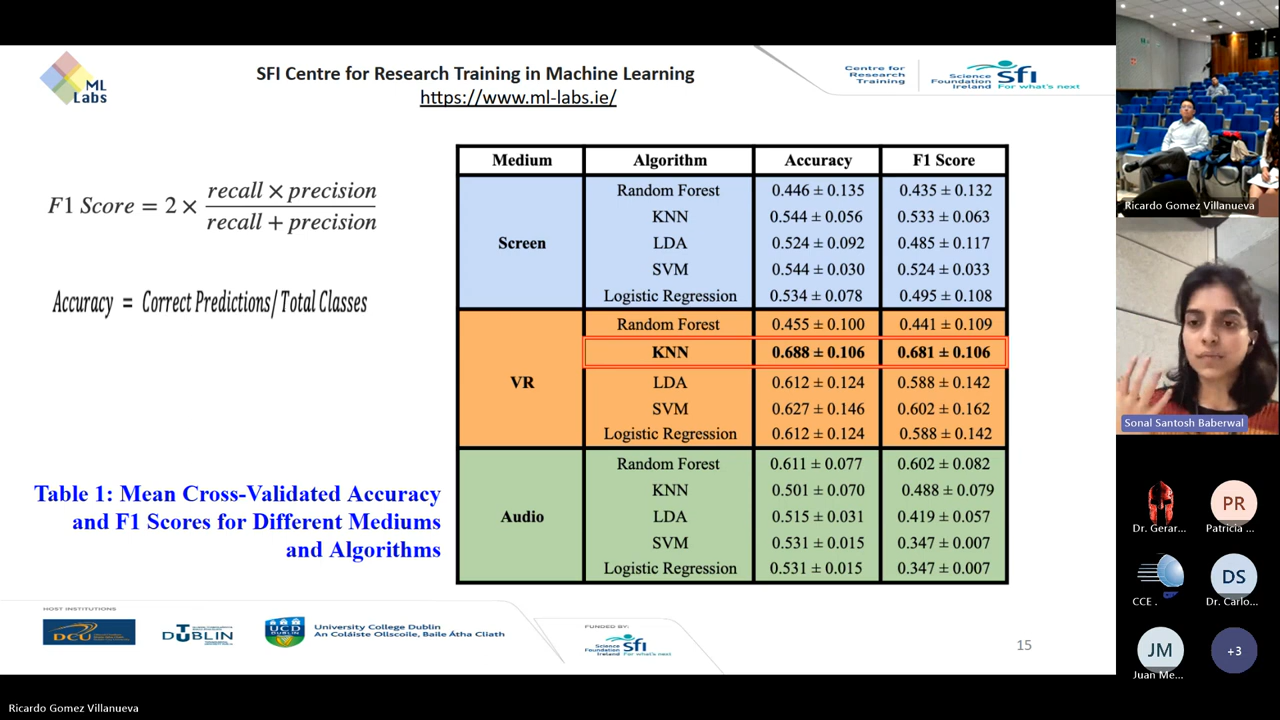 ML
Labs
SFI Centre for Research Training in Machine Learning
https://www.ml-labs.ie/
Centre for
Research
Training
Science
Foundation
Ireland
sfi
For what's next
F1 Score = 2 × recall × precision / recall + precision
Accuracy = Correct Predictions/ Total Classes
Table 1: Mean Cross-Validated Accuracy
and F1 Scores for Different Mediums
and Algorithms
Medium Algorithm Accuracy F1 Score
Screen
Random Forest 0.446 ± 0.135 0.435 ± 0.132
KNN 0.544 ± 0.056 0.533 ± 0.063
LDA 0.524 ± 0.092 0.485 ± 0.117
SVM 0.544 ± 0.030 0.524 ± 0.033
Logistic Regression 0.534 ± 0.078 0.495 ± 0.108
VR
Random Forest 0.455 ± 0.100 0.441 ± 0.109
KNN 0.688 ± 0.106 0.681 ± 0.106
LDA 0.612 ± 0.124 0.588 ± 0.142
SVM 0.627 ± 0.146 0.602 ± 0.162
Logistic Regression 0.612 ± 0.124 0.588 ± 0.142
Audio
Random Forest 0.611 ± 0.077 0.602 ± 0.082
KNN 0.501 ± 0.070 0.488 ± 0.079
LDA 0.515 ± 0.031 0.419 ± 0.057
SVM 0.531 ± 0.015 0.347 ± 0.007
Logistic Regression 0.531 ± 0.015 0.347 ± 0.007
HOST INSTITUTIONS
DCU
DUBLIN
UCD
DUBLIN
University College Dublin
An Coláiste Ollscoile, Baile Átha Cliath
FUNDED BY:
Science
Foundation
Ireland
sfi
For what's next
15
Ricardo Gomez Villanueva
Sonal Santosh Baberwal
Dr. Gerar...
PR
Patricia ...
CCE .
DS
Dr. Carlo...
JM
Juan Me...
+3
Ricardo Gomez Villanueva